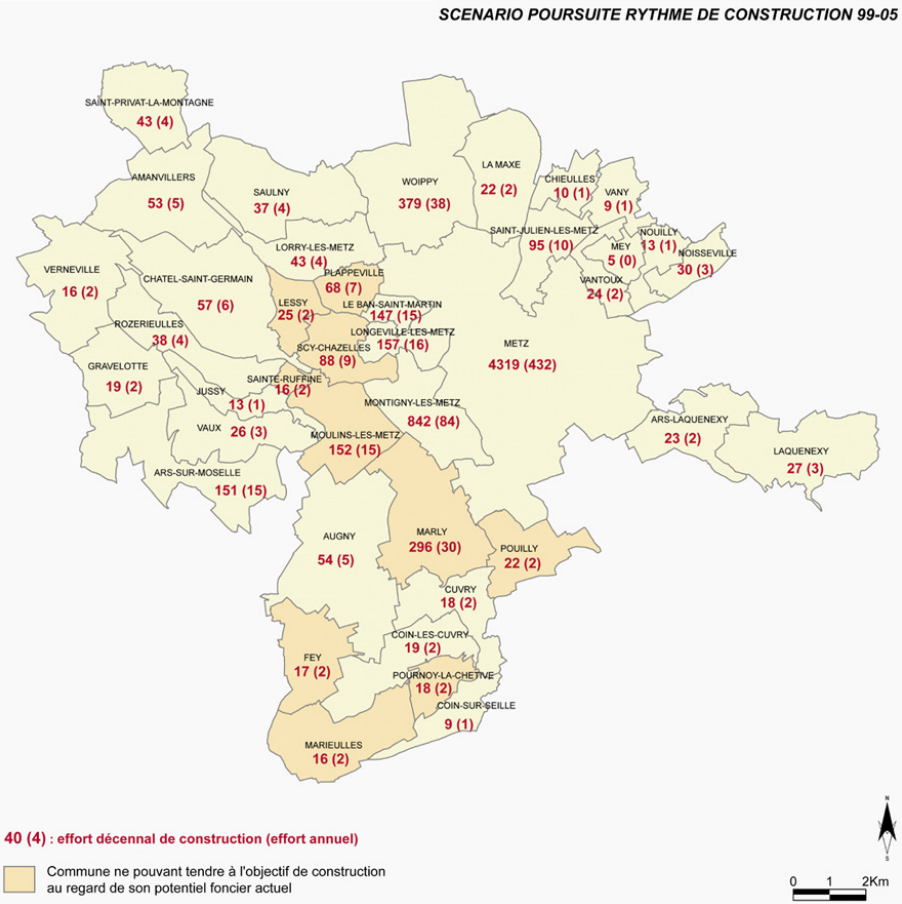 SCENARIO POURSUITE RYTHME DE CONSTRUCTION 99-05
SAINT-PRIVAT-LA-MONTAGNE
43 (4)
AMANVILLERS
53 (5)
SAULNY
37 (4)
WOIPPY
379 (38)
LA MAXE
22 (2)
CHIEULLES
10 (1)
VANY
9 (1)
SAINT-JULIEN-LES-METZ
95 (10)
MEY
5 (0)
NOUILLY
13 (1)
NOISSEVILLE
30 (3)
VANTOUX
24 (2)
LORRY-LES-METZ
43 (4)
PLAPPEVILLE
68 (7)
VERNEVILLE
16 (2)
CHATEL-SAINT-GERMAIN
57 (6)
LESSY
25 (2)
LE BAN-SAINT-MARTIN
147 (15)
LONGEVILLE-LES-METZ
157 (16)
ROZERIEULLES
38 (4)
SCY-CHAZELLES
88 (9)
METZ
4319 (432)
GRAVELOTTE
19 (2)
JUSSY
13 (1)
SAINTE-RUFFINE
16 (2)
MONTIGNY-LES-METZ
842 (84)
VAUX
26 (3)
MOULINS-LES-METZ
152 (15)
ARS-LAQUENEXY
23 (2)
LAQUENEXY
27 (3)
ARS-SUR-MOSELLE
151 (15)
AUGNY
54 (5)
MARLY
296 (30)
POUILLY
22 (2)
CUVRY
18 (2)
COIN-LES-CUVRY
19 (2)
FEY
17 (2)
POURNOY-LA-CHETIVE
18 (2)
COIN-SUR-SEILLE
9 (1)
MARIEULLES
16 (2)
40 (4) : effort décennal de construction (effort annuel)
Commune ne pouvant tendre à l'objectif de construction
au regard de son potentiel foncier actuel
N
S
0 1 2Km